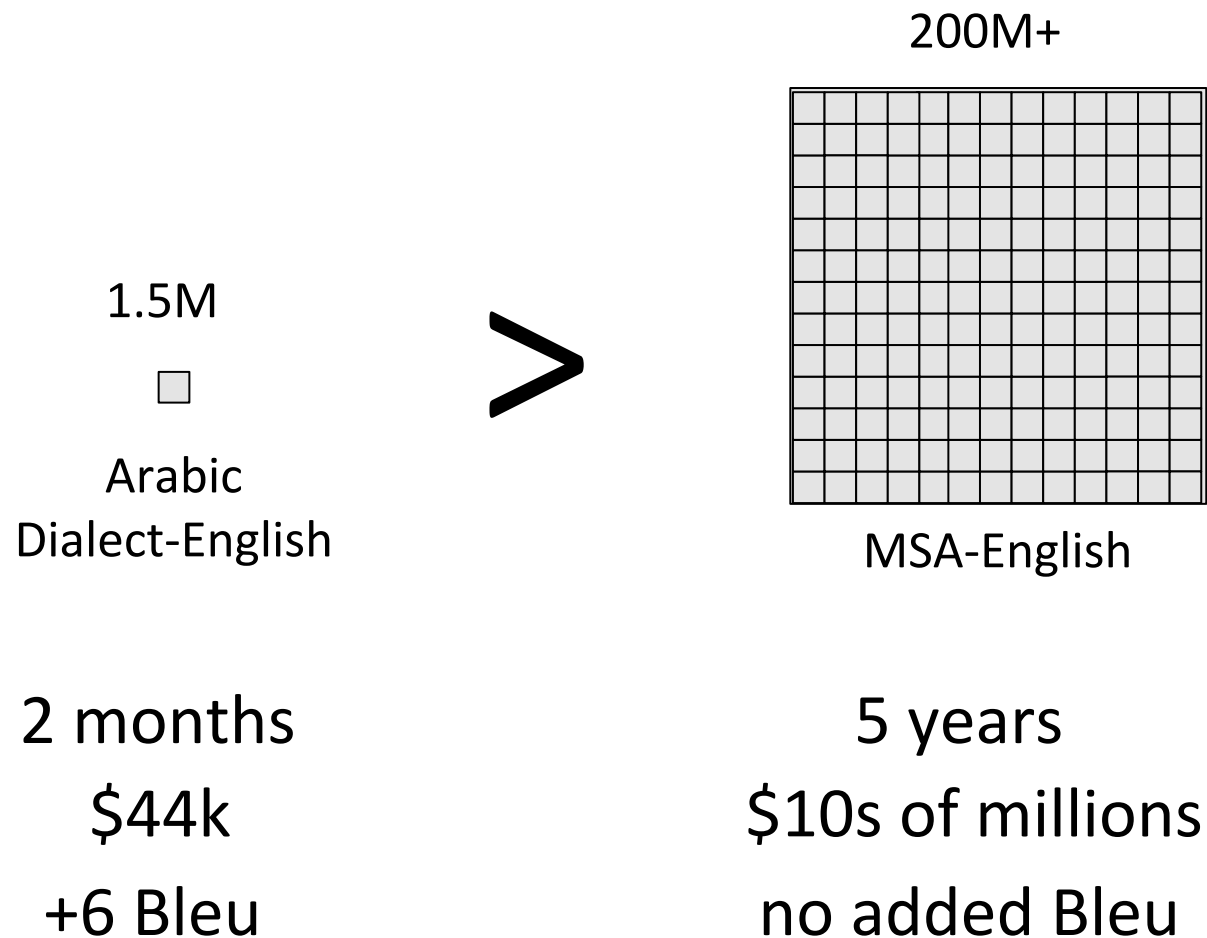 1.5M
Arabic
Dialect-English
2 months
$44k
+6 Bleu
>
200M+
MSA-English
5 years
$10s of millions
no added Bleu